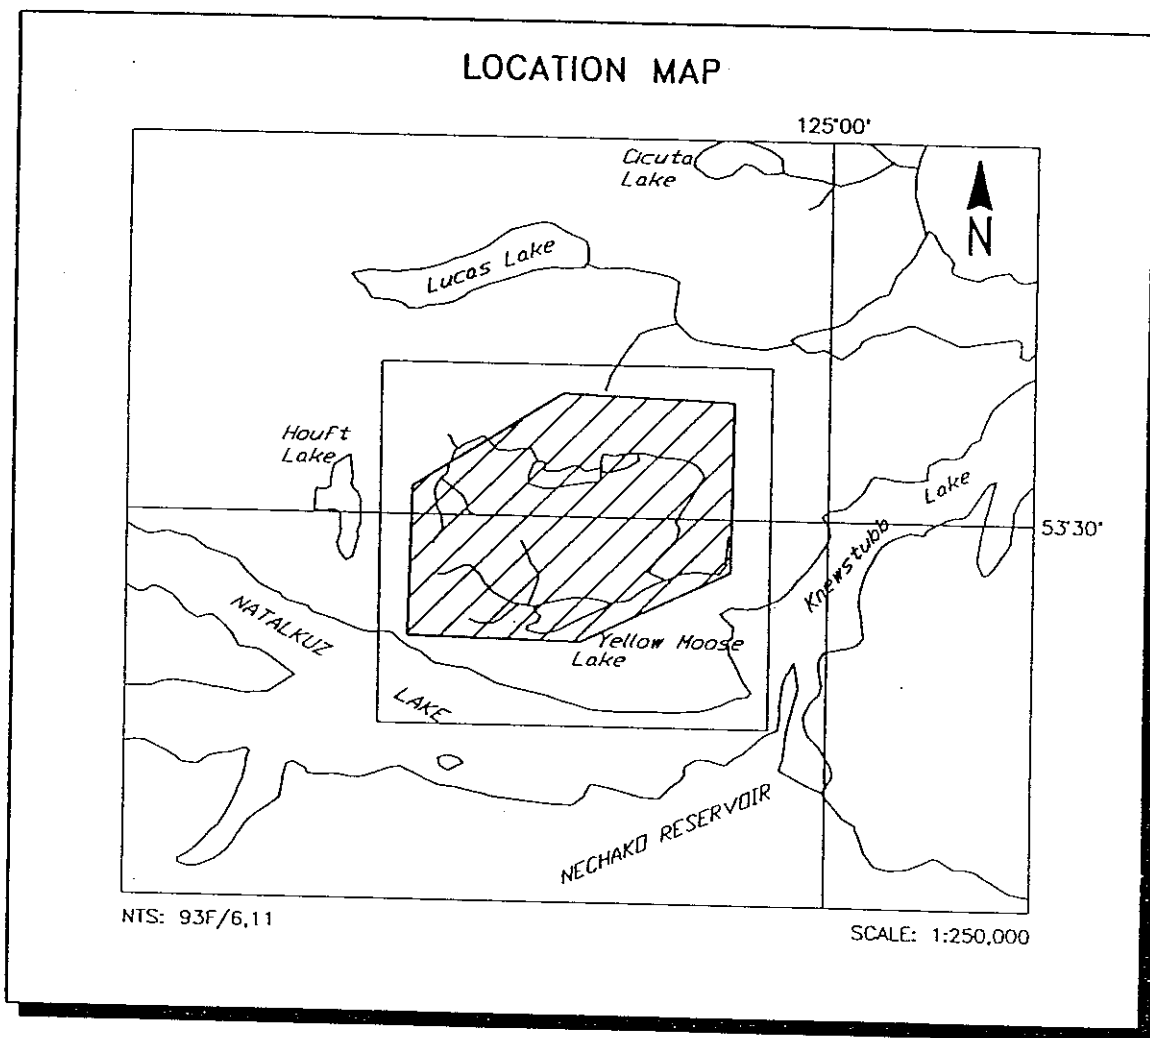 LOCATION MAP
125°00'
Cicuta
Lake
N
Lucas Lake
Houft
Lake
Lake
53°30'
Knewstubb
NATALKUZ
Yellow Moose
Lake
LAKE
NECHAKO RESERVOIR
NTS: 93F/6,11
SCALE: 1:250,000